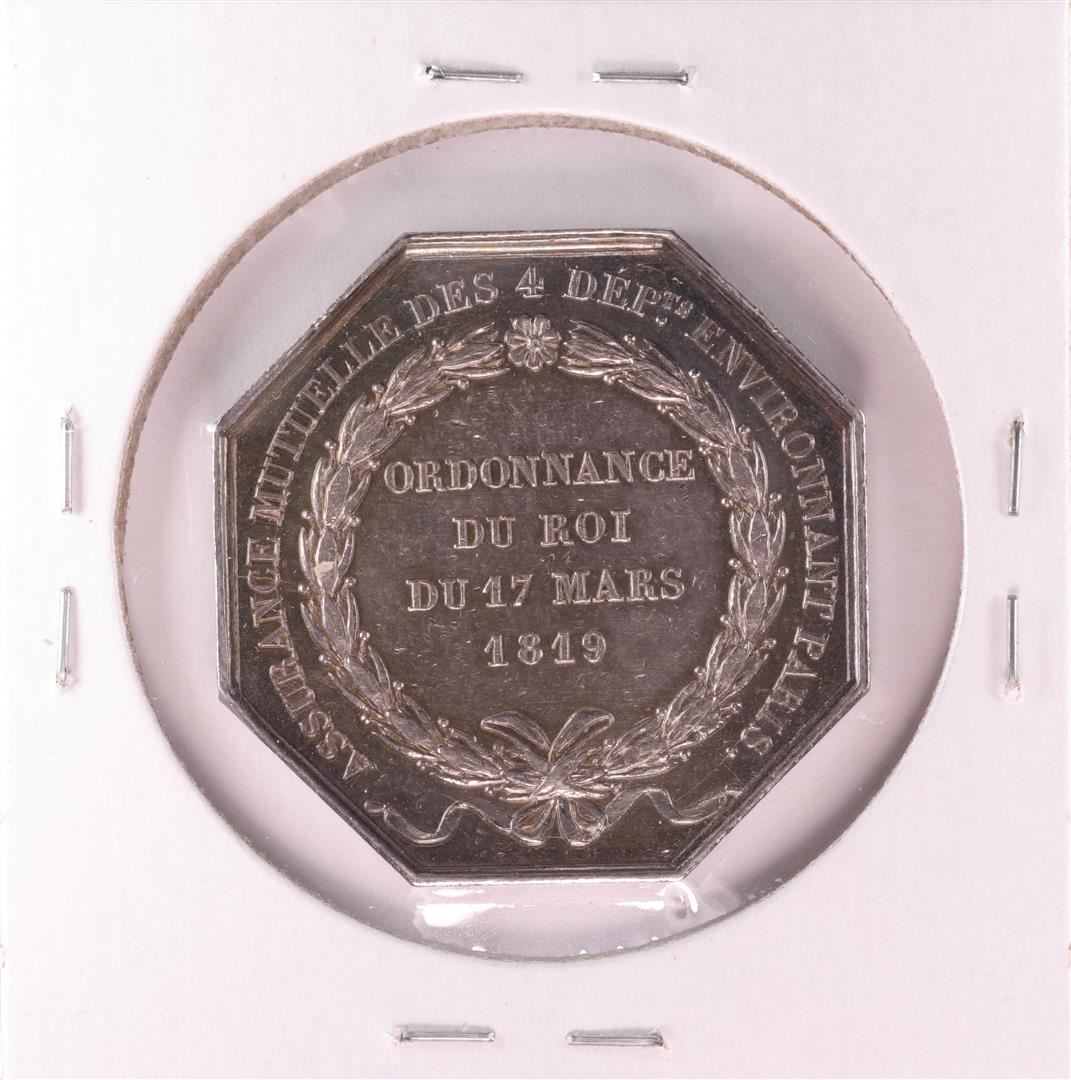 ASSURANCE MUTUELLE DES 4 DÉPTS ENVIRONNANT PARIS.
ORDONNANCE
DU ROI
DU 17 MARS
1819